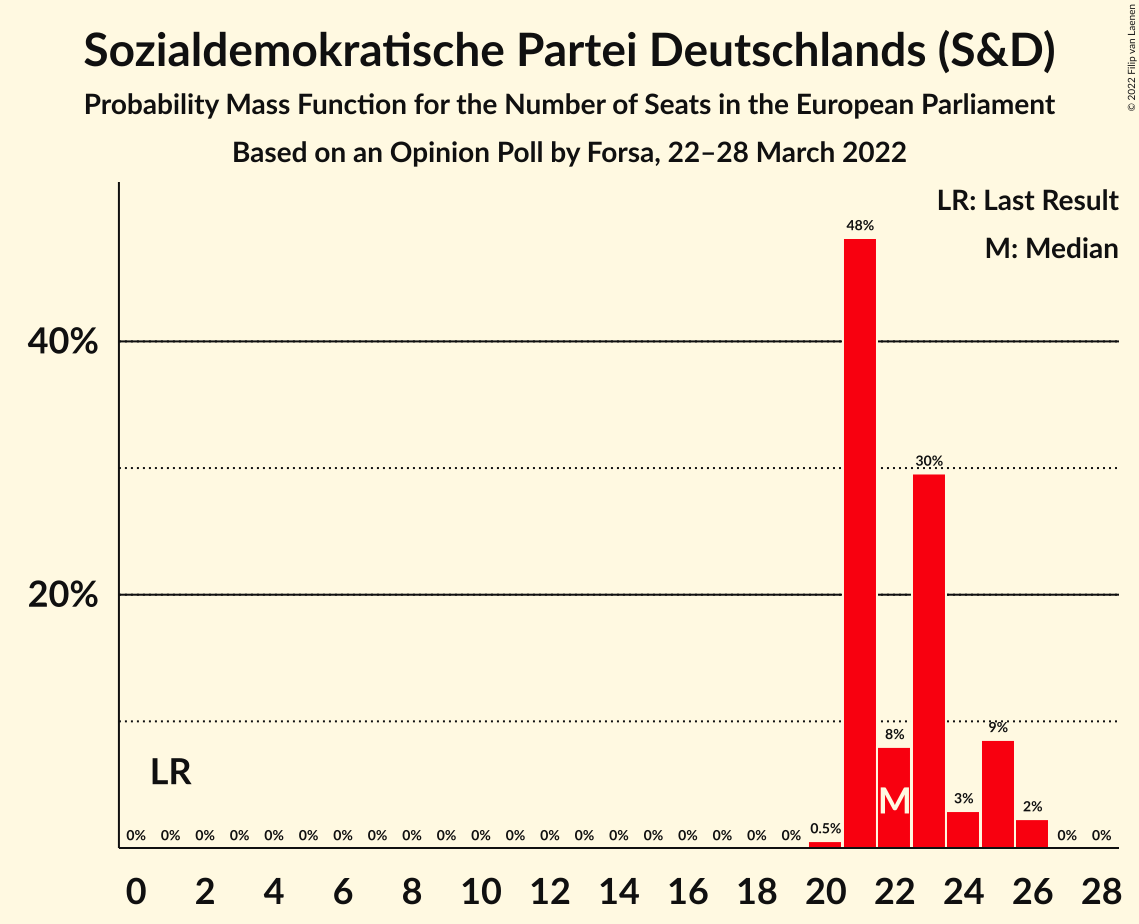 Sozialdemokratische Partei Deutschlands (S&D)
Probability Mass Function for the Number of Seats in the European Parliament
Based on an Opinion Poll by Forsa, 22–28 March 2022
© 2022 Filip van Laenen
LR: Last Result
M: Median
48%
40%
30%
20%
9%
8%
LR
M
3%
2%
0% 0% 0% 0% 0% 0% 0% 0% 0% 0% 0% 0% 0% 0% 0% 0% 0% 0% 0% 0% 0.5% 0% 0%
0 2 4 6 8 10 12 14 16 18 20 22 24 26 28